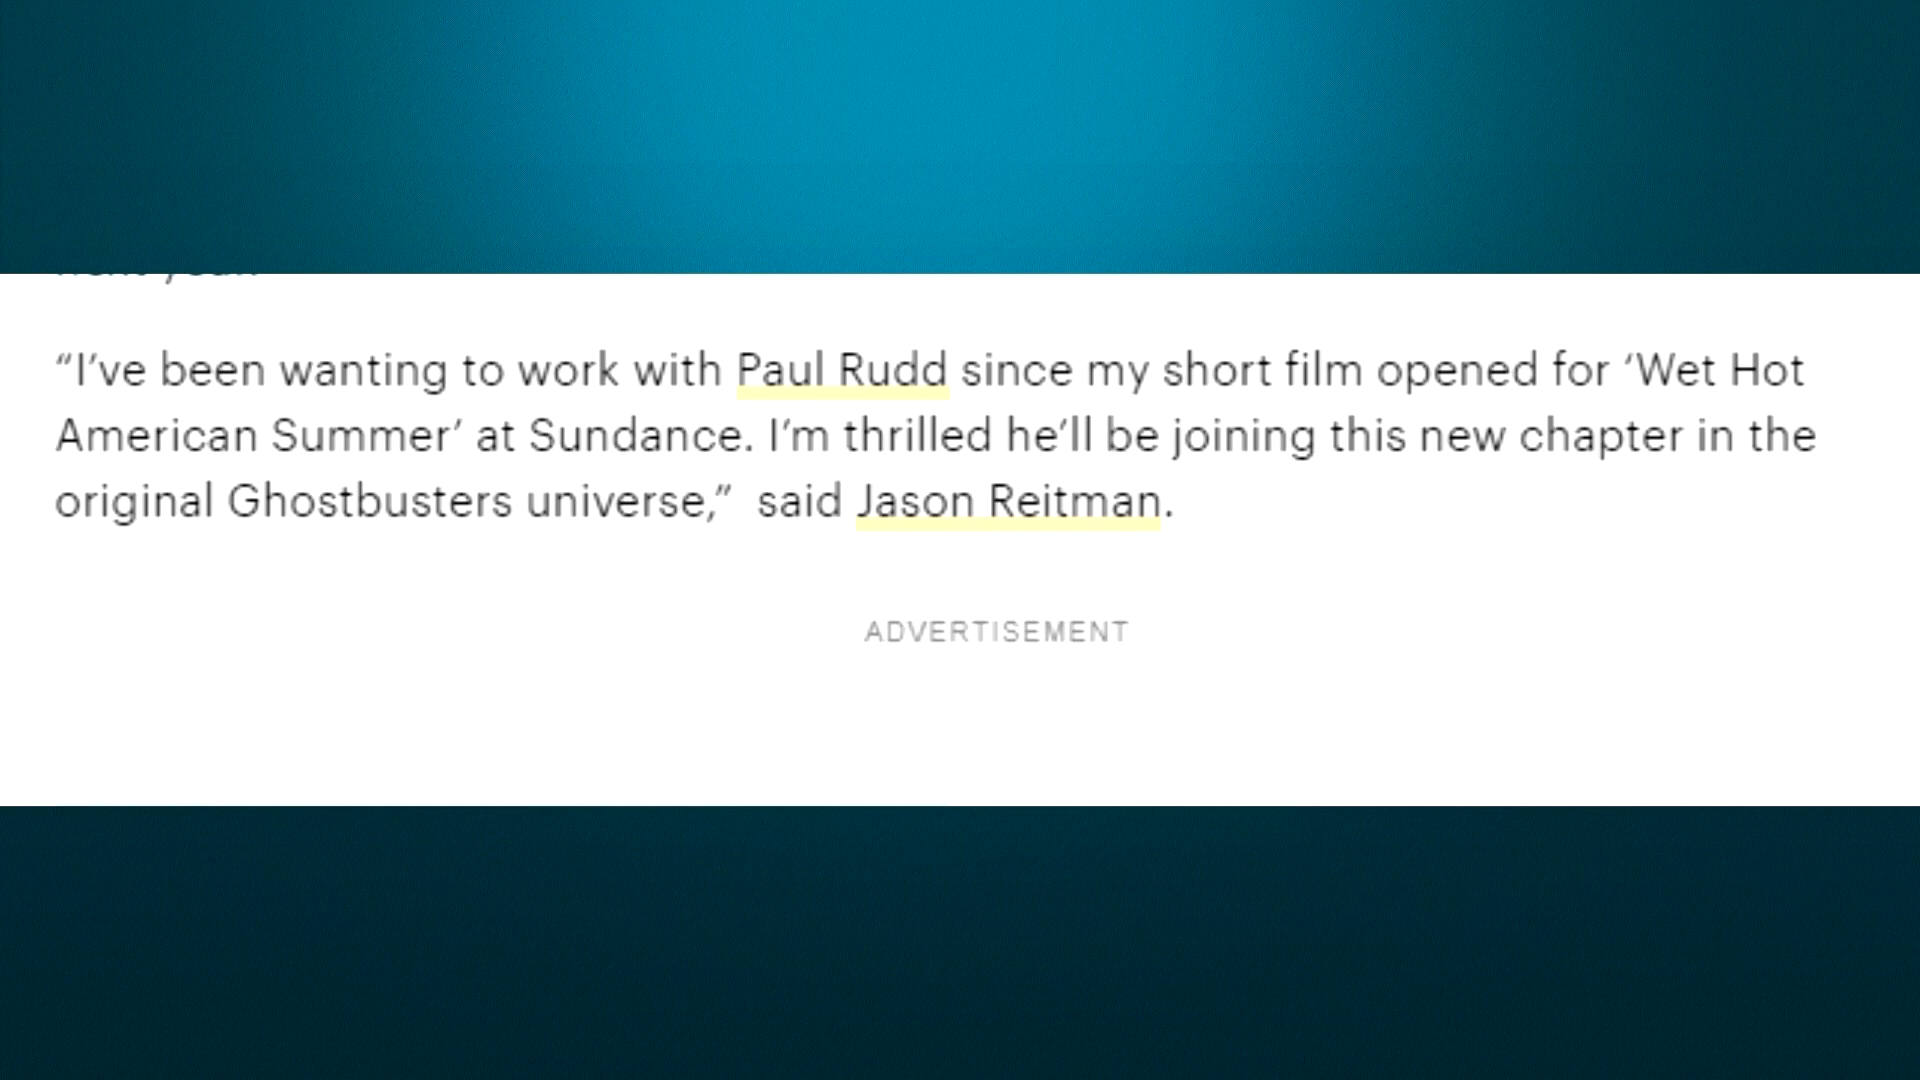 “I’ve been wanting to work with Paul Rudd since my short film opened for ‘Wet Hot
American Summer’ at Sundance. I’m thrilled he’ll be joining this new chapter in the
original Ghostbusters universe,”  said Jason Reitman.
ADVERTISEMENT